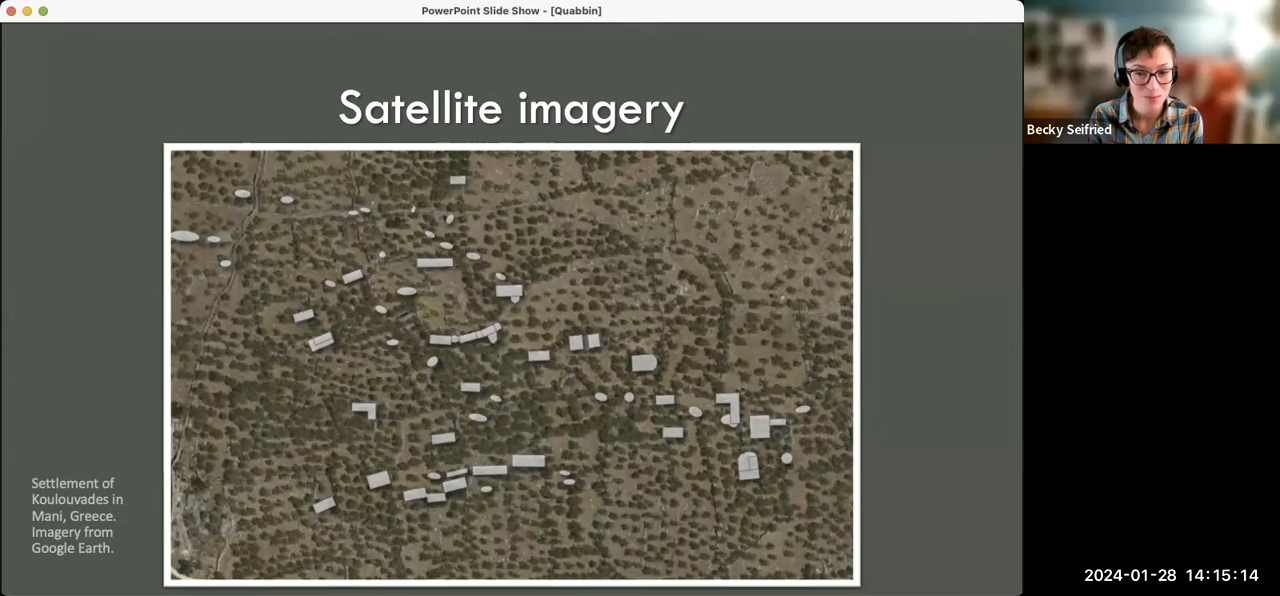 PowerPoint Slide Show - [Quabbin]
Satellite imagery
Becky Seifried
Settlement of
Koulouvades in
Mani, Greece.
Imagery from
Google Earth.
2024-01-28 14:15:14